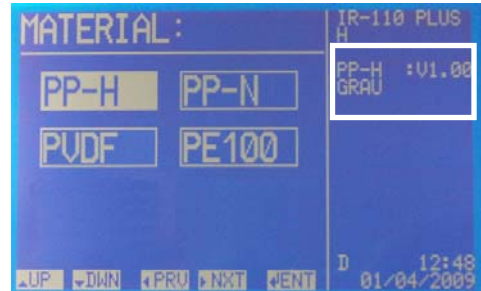 MATERIAL:
PP-H PP-N
PVDF PE100
▲UP ▼DWN ◀PRV ▶NXT ↲ENT
IR-110 PLUS
H
PP-H :V1.00
GRAU
D 12:48
01/04/2009